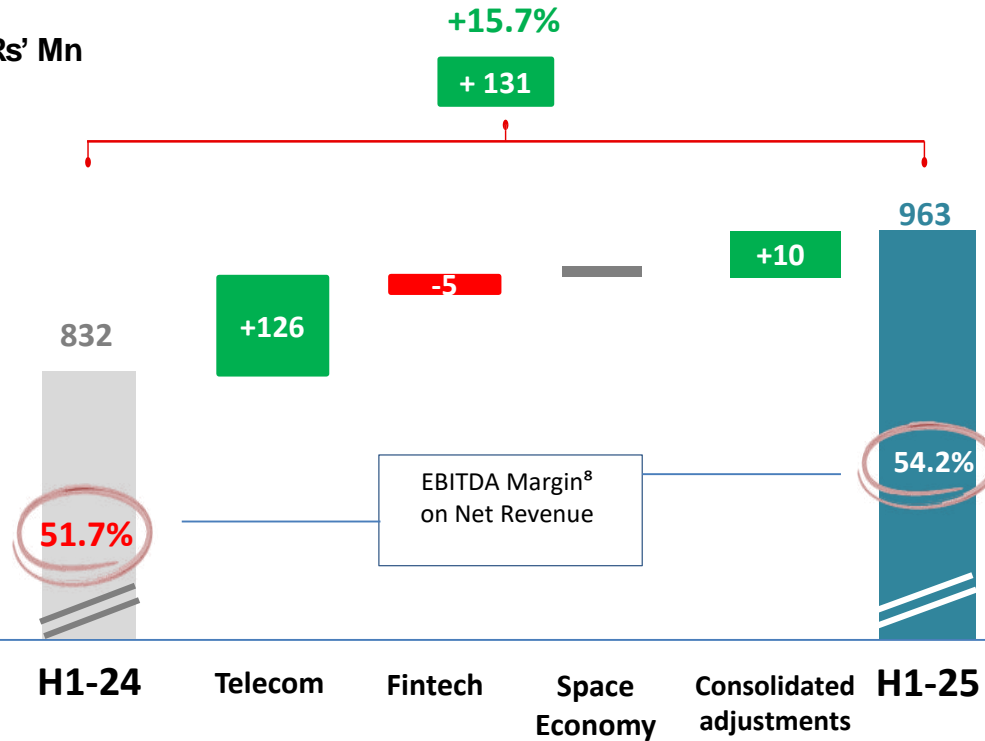 +15.7%
Rs’ Mn
+ 131
963
+10
-5
+126
832
54.2%
EBITDA Margin⁸
on Net Revenue
51.7%
H1-24
Telecom
Fintech
Space
Economy
Consolidated
adjustments
H1-25